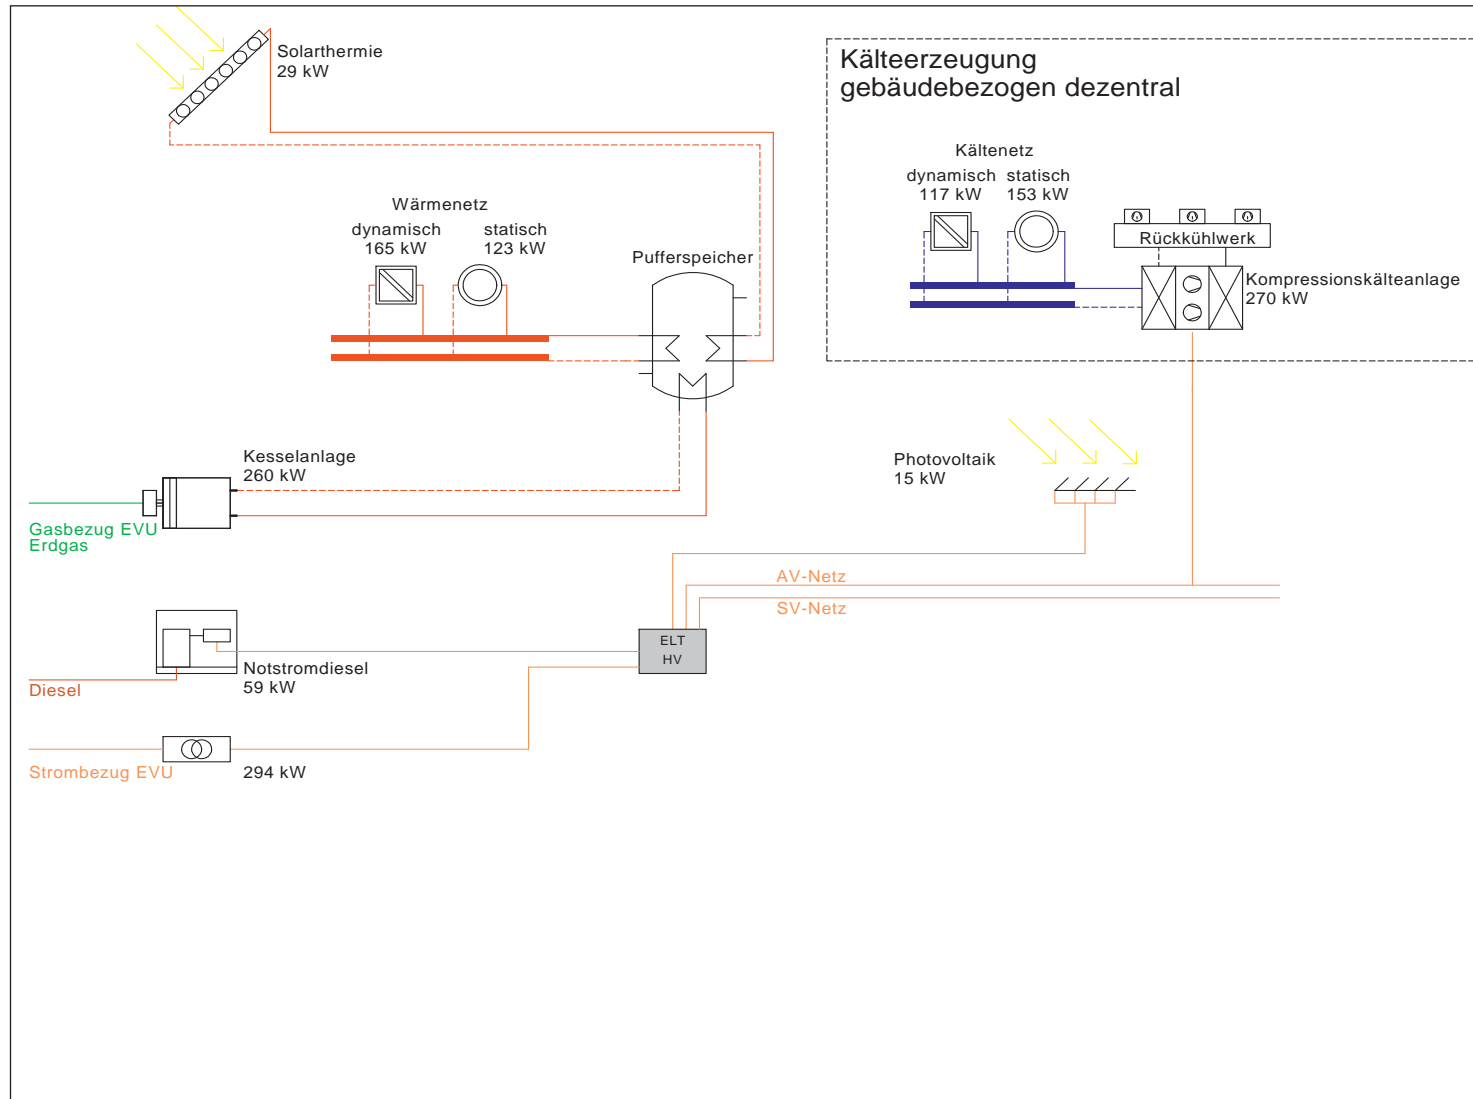 Solarthermie
29 kW
Kälteerzeugung
gebäudebezogen dezentral
Kältenetz
dynamisch
117 kW
statisch
153 kW
Rückkühlwerk
Kompressionskälteanlage
270 kW
Wärmenetz
dynamisch
165 kW
statisch
123 kW
Pufferspeicher
Kesselanlage
260 kW
Gasbezug EVU
Erdgas
Photovoltaik
15 kW
AV-Netz
SV-Netz
ELT
HV
Notstromdiesel
59 kW
Diesel
Strombezug EVU
294 kW